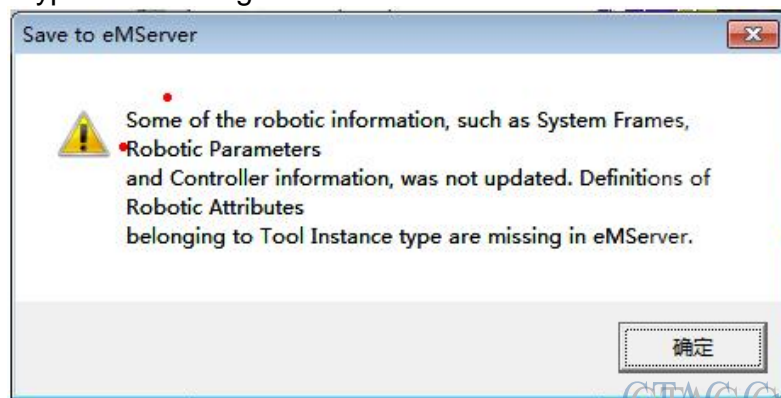 Save to eMServer
Some of the robotic information, such as System Frames,
Robotic Parameters
and Controller information, was not updated. Definitions of
Robotic Attributes
belonging to Tool Instance type are missing in eMServer.
确定